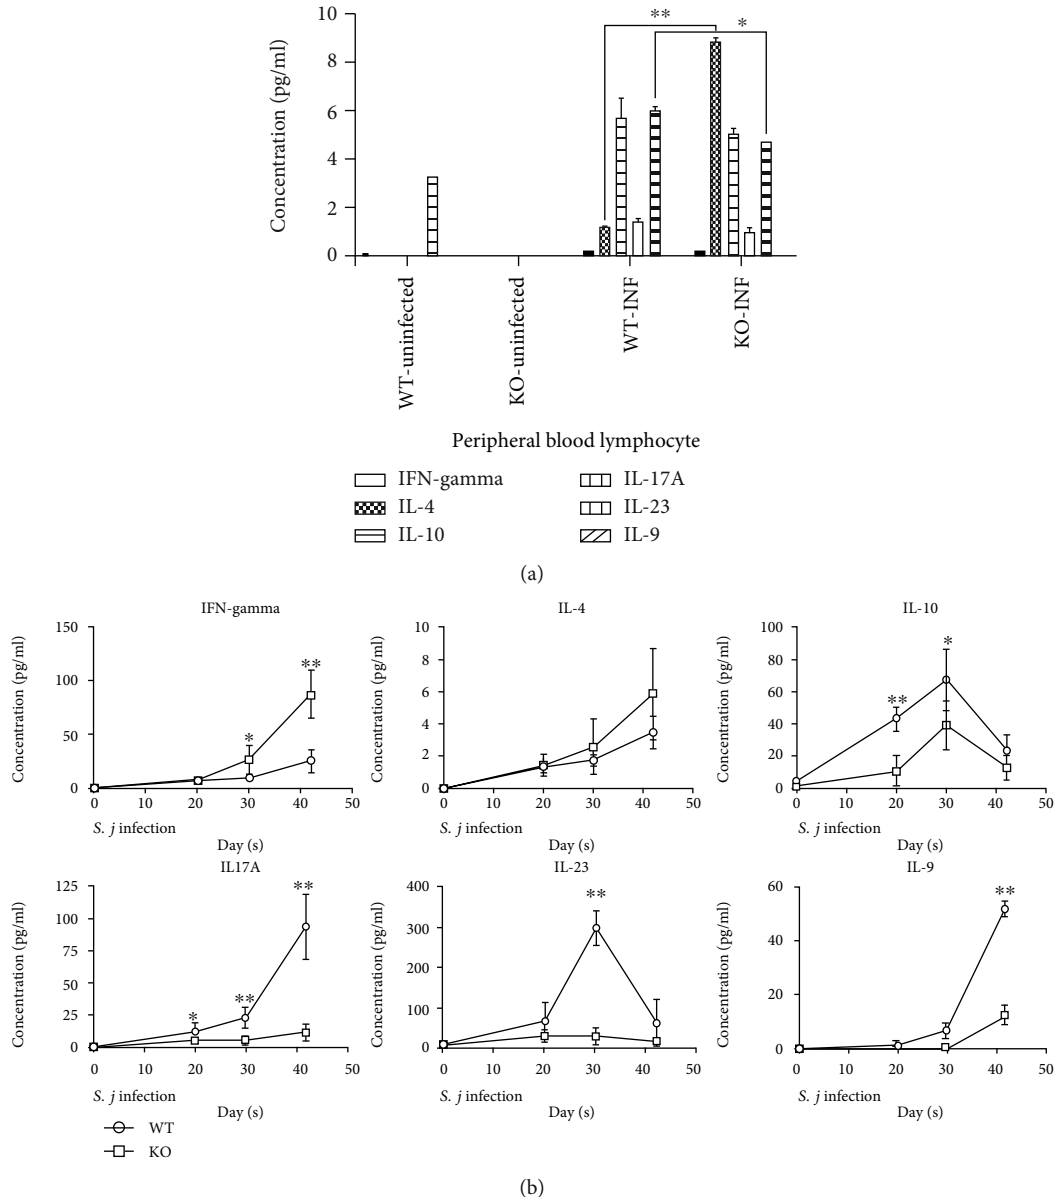 10
**
*
8
6
4
2
0
Concentration (pg/ml)
WT-uninfected
KO-uninfected
WT-INF
KO-INF
Peripheral blood lymphocyte
IFN-gamma
IL-17A
IL-4
IL-23
IL-10
IL-9
(a)
IFN-gamma
150
100
50
0
Concentration (pg/ml)
*
**
0 10 20 30 40 50
S. j infection
Day (s)
IL-4
10
8
6
4
2
0
Concentration (pg/ml)
0 10 20 30 40 50
S. j infection
Day (s)
IL-10
100
80
60
40
20
0
Concentration (pg/ml)
**
*
0 10 20 30 40 50
S. j infection
Day (s)
IL17A
125
100
75
50
25
0
Concentration (pg/ml)
*
**
**
0 10 20 30 40 50
S. j infection
Day (s)
IL-23
400
300
200
100
0
Concentration (pg/ml)
**
0 10 20 30 40 50
S. j infection
Day (s)
IL-9
60
40
20
0
Concentration (pg/ml)
**
0 10 20 30 40 50
S. j infection
Day (s)
WT
KO
(b)